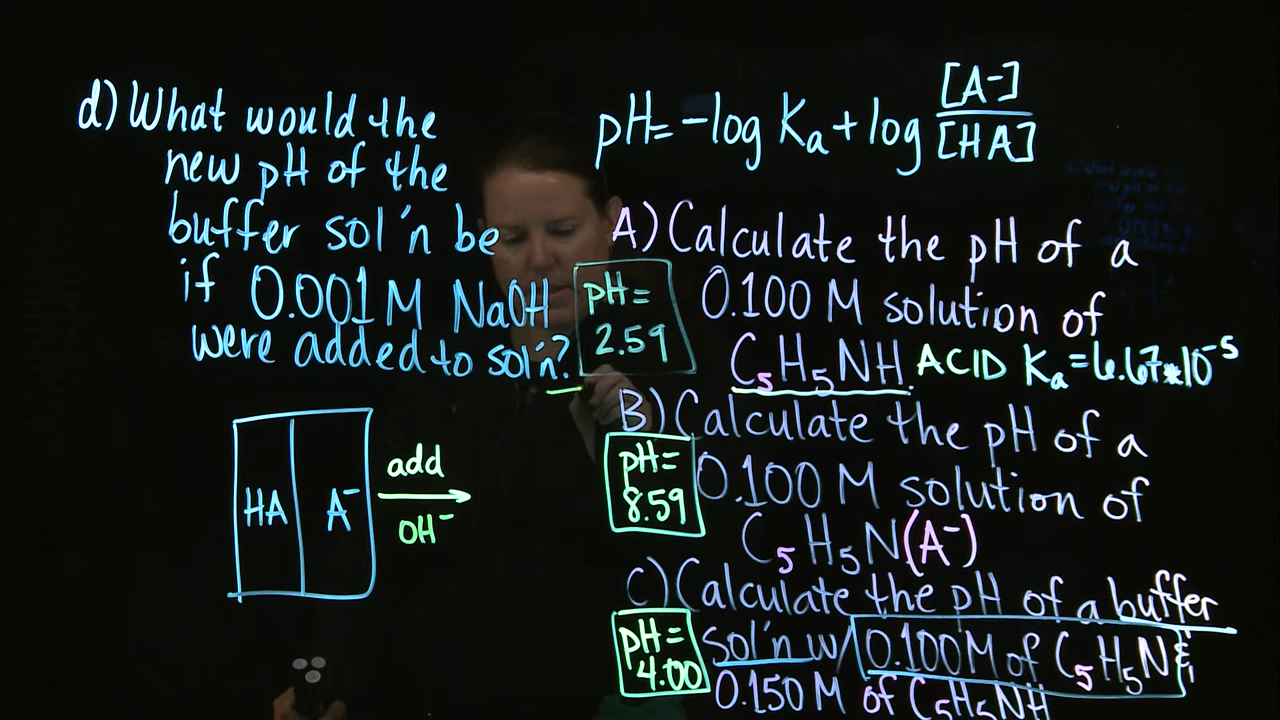 d) What would the
new pH of the
buffer sol'n be
if 0.001M NaOH
were added to sol'n?
HA A⁻
add
OH⁻
pH = -log Ka + log [A-]
[HA]
A) Calculate the pH of a
0.100 M solution of
C₅H₅NH. ACID Ka = 6.67*10⁻⁵
pH =
2.59
B) Calculate the pH of a
0.100 M solution of
C₅H₅N (A⁻)
pH =
8.59
C) Calculate the pH of a buffer
sol'n w/ 0.100M of C₅H₅N &
0.150 M of C₅H₅NH
pH =
4.00